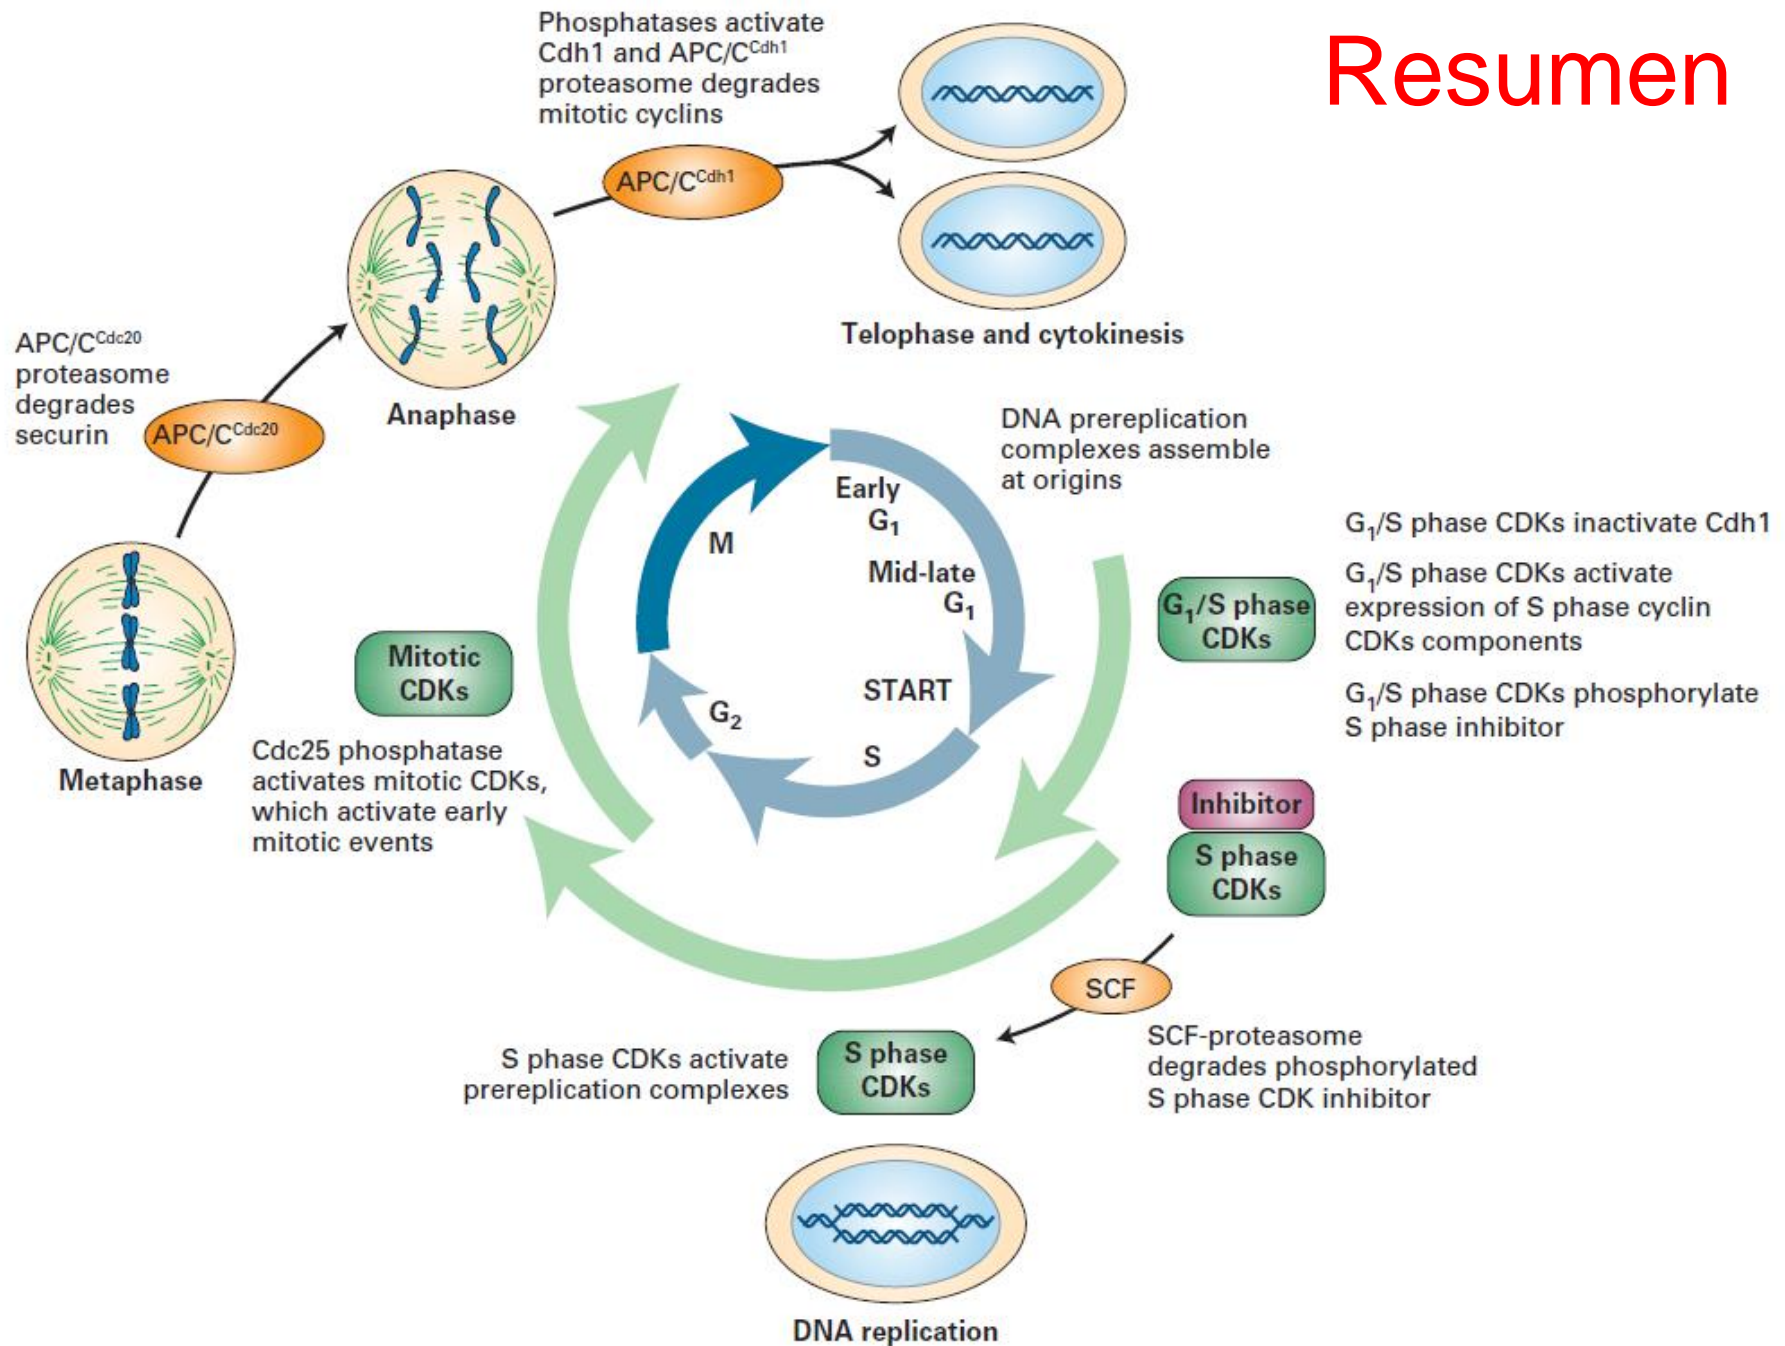 Resumen
Phosphatases activate
Cdh1 and APC/C^Cdh1
proteasome degrades
mitotic cyclins
APC/C^Cdh1
Telophase and cytokinesis
APC/C^Cdc20
proteasome
degrades
securin
APC/C^Cdc20
Anaphase
Metaphase
DNA prereplication
complexes assemble
at origins
Early
G₁
M
Mid-late
G₁
START
G₂
S
G₁/S phase
CDKs
G₁/S phase CDKs inactivate Cdh1
G₁/S phase CDKs activate
expression of S phase cyclin
CDKs components
G₁/S phase CDKs phosphorylate
S phase inhibitor
Mitotic
CDKs
Cdc25 phosphatase
activates mitotic CDKs,
which activate early
mitotic events
Inhibitor
S phase
CDKs
SCF
SCF-proteasome
degrades phosphorylated
S phase CDK inhibitor
S phase CDKs activate
prereplication complexes
S phase
CDKs
DNA replication